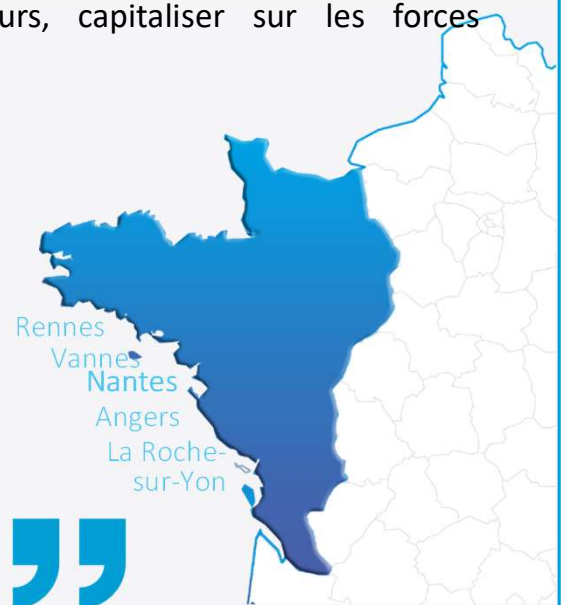 urs, capitaliser sur les forces
Rennes
Vannes
Nantes
Angers
La Roche-
sur-Yon
”